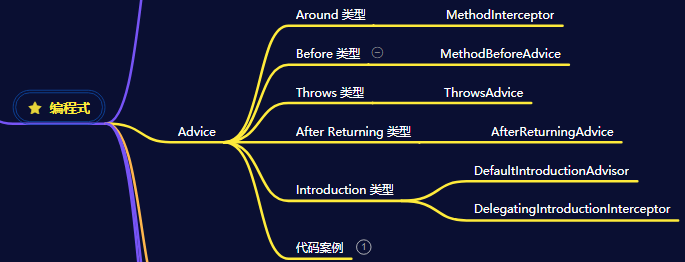 Around 类型
MethodInterceptor
Before 类型
MethodBeforeAdvice
Throws 类型
ThrowsAdvice
编程式
Advice
After Returning 类型
AfterReturningAdvice
Introduction 类型
DefaultIntroductionAdvisor
DelegatingIntroductionInterceptor
代码案例
1